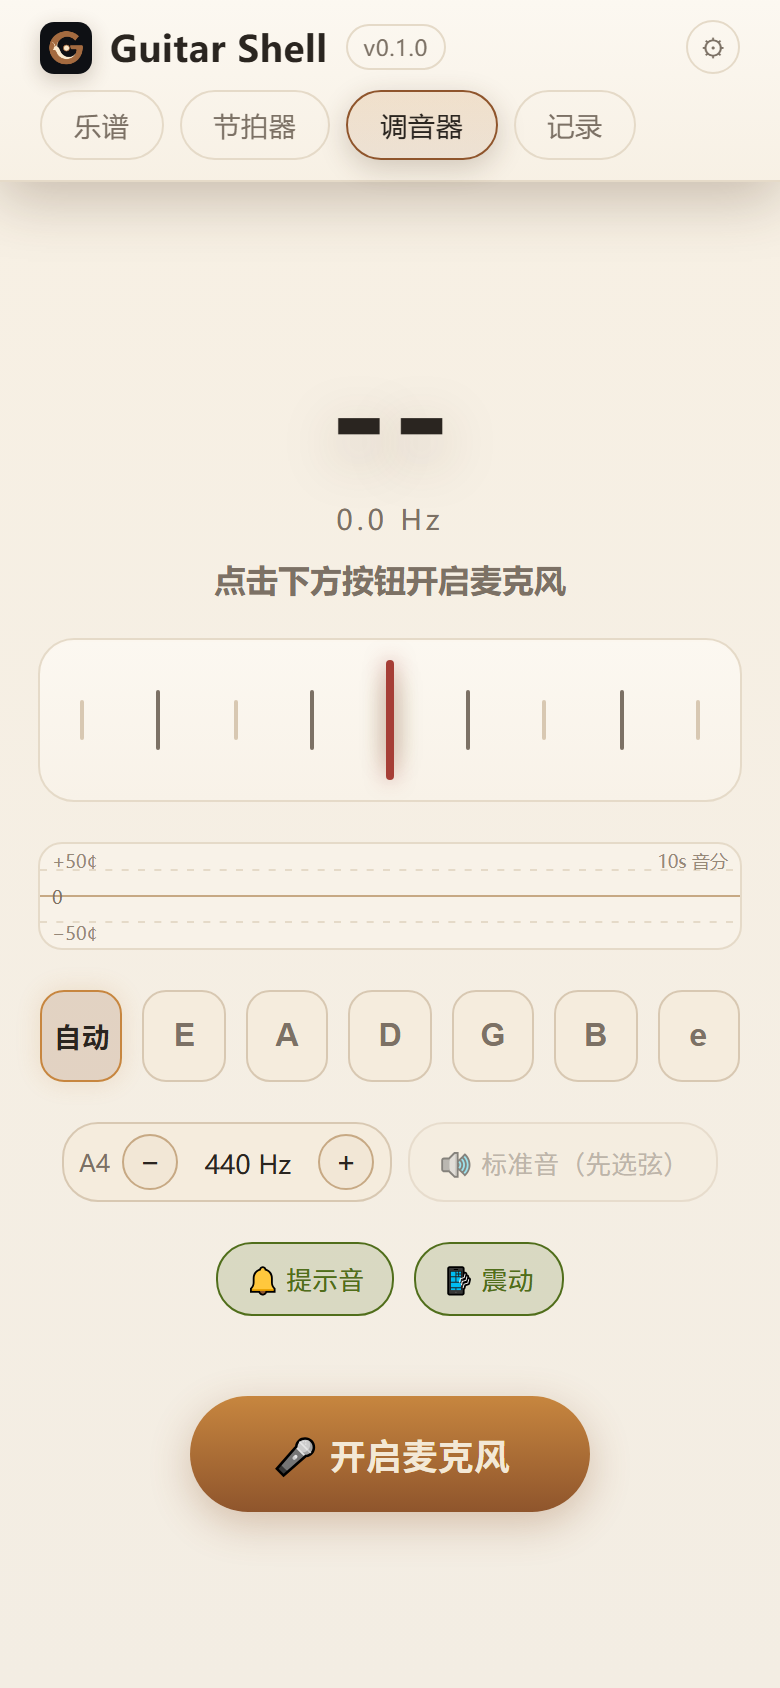 Guitar Shell v0.1.0
乐谱 节拍器 调音器 记录
--
0.0 Hz
点击下方按钮开启麦克风
+50¢ 10s 音分
0
−50¢
自动 E A D G B e
A4 − 440 Hz + 标准音（先选弦）
提示音 震动
开启麦克风